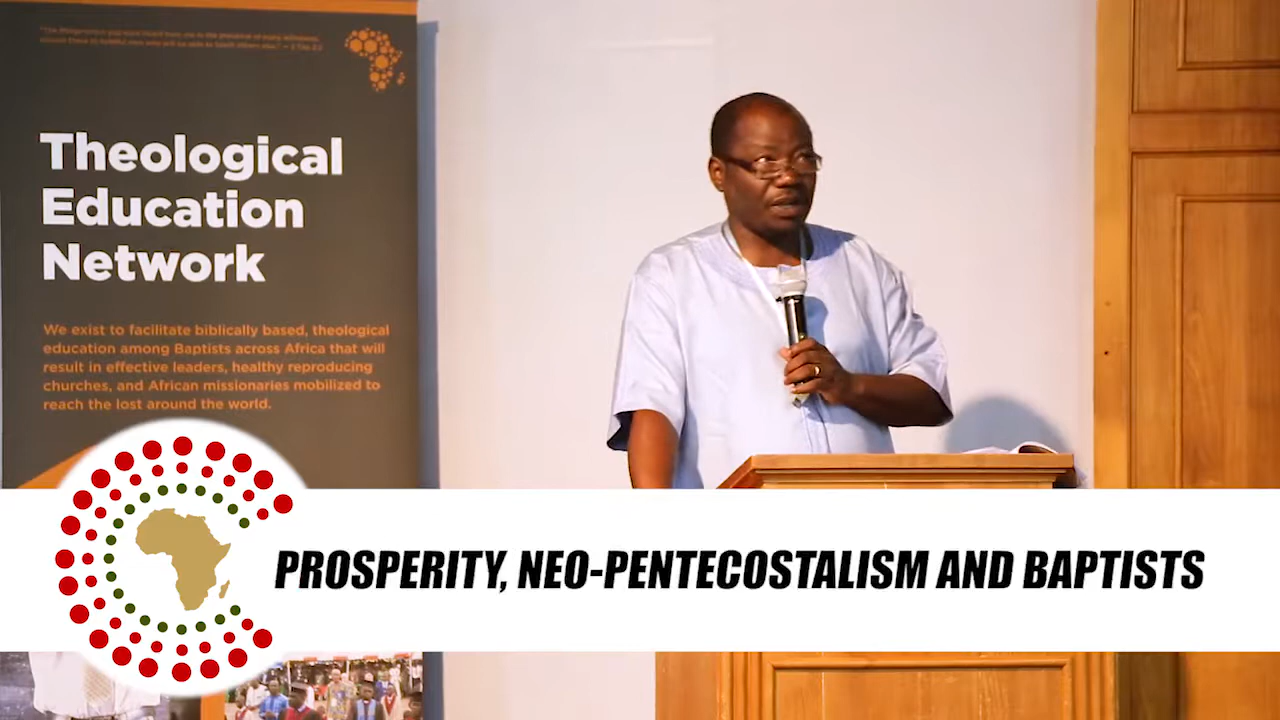 Theological
Education
Network
We exist to facilitate biblically based, theological
education among Baptists across Africa that will
result in effective leaders, healthy reproducing
churches, and African missionaries mobilized to
reach the lost around the world.
PROSPERITY, NEO-PENTECOSTALISM AND BAPTISTS